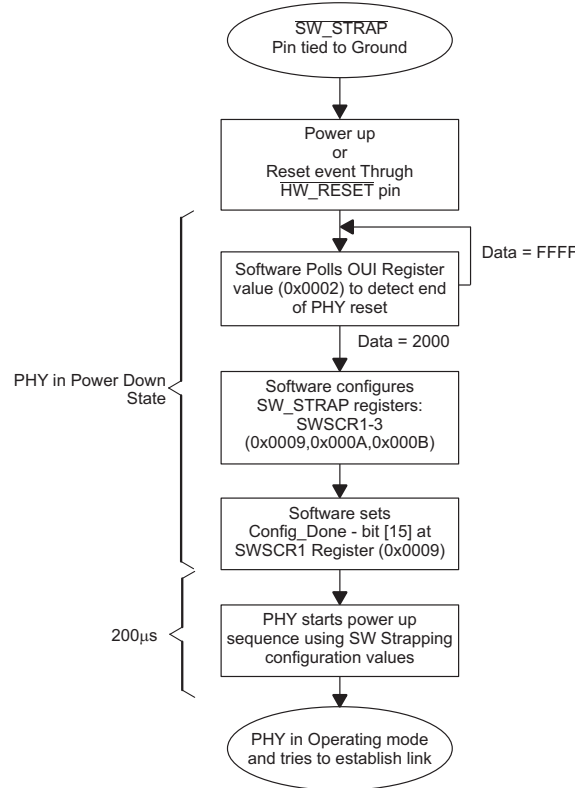 SW_STRAP
Pin tied to Ground
Power up
or
Reset event Thrugh
HW_RESET pin
Data = FFFF
Software Polls OUI Register
value (0x0002) to detect end
of PHY reset
Data = 2000
PHY in Power Down
State
Software configures
SW_STRAP registers:
SWSCR1-3
(0x0009,0x000A,0x000B)
Software sets
Config_Done - bit [15] at
SWSCR1 Register (0x0009)
200μs
PHY starts power up
sequence using SW Strapping
configuration values
PHY in Operating mode
and tries to establish link